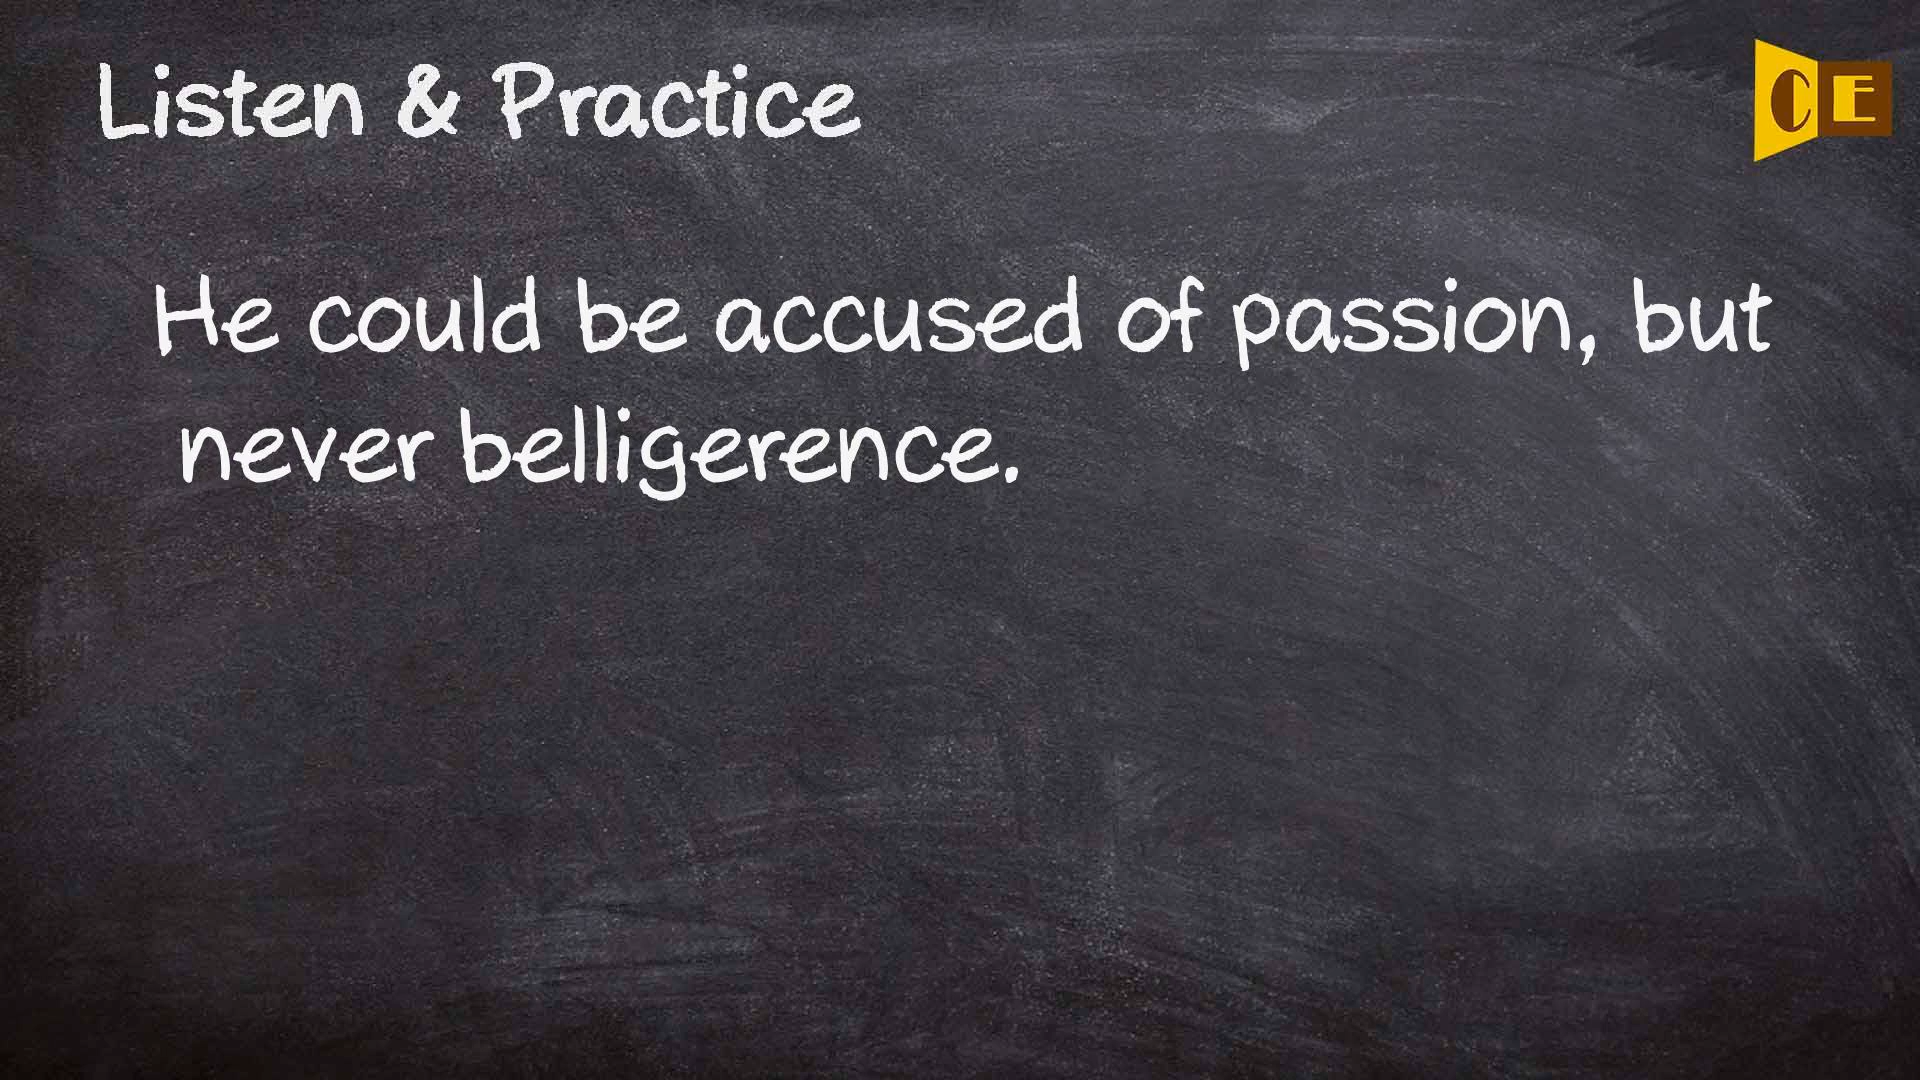 Listen & Practice
CE
He could be accused of passion, but
never belligerence.